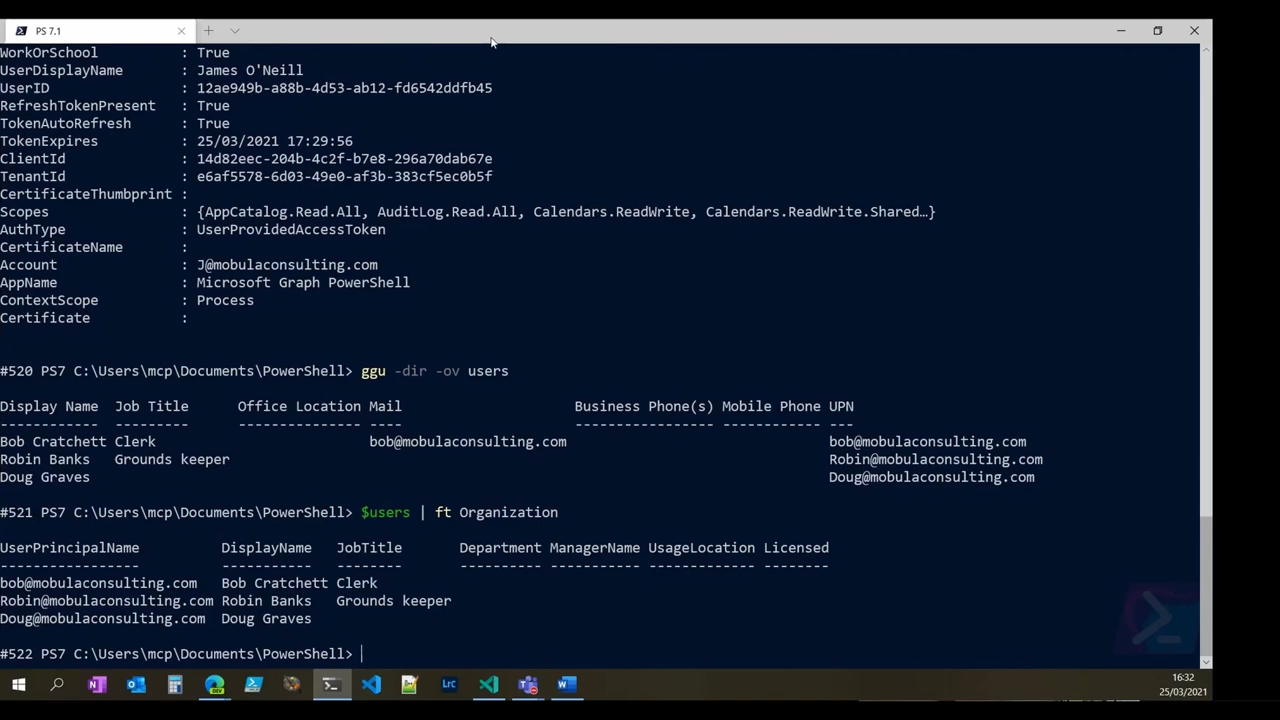 PS 7.1
WorkOrSchool : True
UserDisplayName : James O'Neill
UserID : 12ae949b-a88b-4d53-ab12-fd6542ddfb45
RefreshTokenPresent : True
TokenAutoRefresh : True
TokenExpires : 25/03/2021 17:29:56
ClientId : 14d82eec-204b-4c2f-b7e8-296a70dab67e
TenantId : e6af5578-6d03-49e0-af3b-383cf5ec0b5f
CertificateThumbprint :
Scopes : {AppCatalog.Read.All, AuditLog.Read.All, Calendars.ReadWrite, Calendars.ReadWrite.Shared…}
AuthType : UserProvidedAccessToken
CertificateName :
Account : J@mobulaconsulting.com
AppName : Microsoft Graph PowerShell
ContextScope : Process
Certificate :
#520 PS7 C:\Users\mcp\Documents\PowerShell> ggu -dir -ov users
Display Name Job Title Office Location Mail Business Phone(s) Mobile Phone UPN
------------ --------- --------------- ---- ----------------- ------------ ---
Bob Cratchett Clerk bob@mobulaconsulting.com bob@mobulaconsulting.com
Robin Banks Grounds keeper Robin@mobulaconsulting.com
Doug Graves Doug@mobulaconsulting.com
#521 PS7 C:\Users\mcp\Documents\PowerShell> $users | ft Organization
UserPrincipalName DisplayName JobTitle Department ManagerName UsageLocation Licensed
----------------- ----------- -------- ---------- ----------- ------------- --------
bob@mobulaconsulting.com Bob Cratchett Clerk
Robin@mobulaconsulting.com Robin Banks Grounds keeper
Doug@mobulaconsulting.com Doug Graves
#522 PS7 C:\Users\mcp\Documents\PowerShell>
DEV
LrC
16:32
25/03/2021